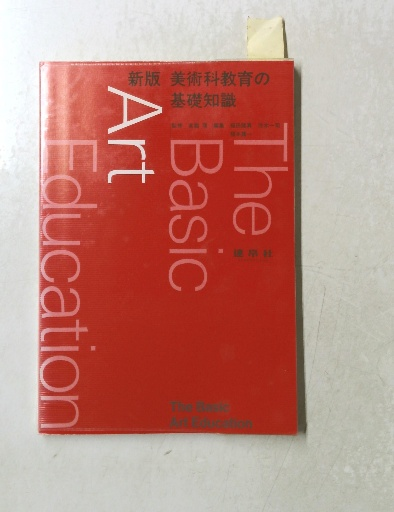 新版 美術科教育の
基礎知識
The
Basic
Art
Education
建帛社
The Basic
Art Education